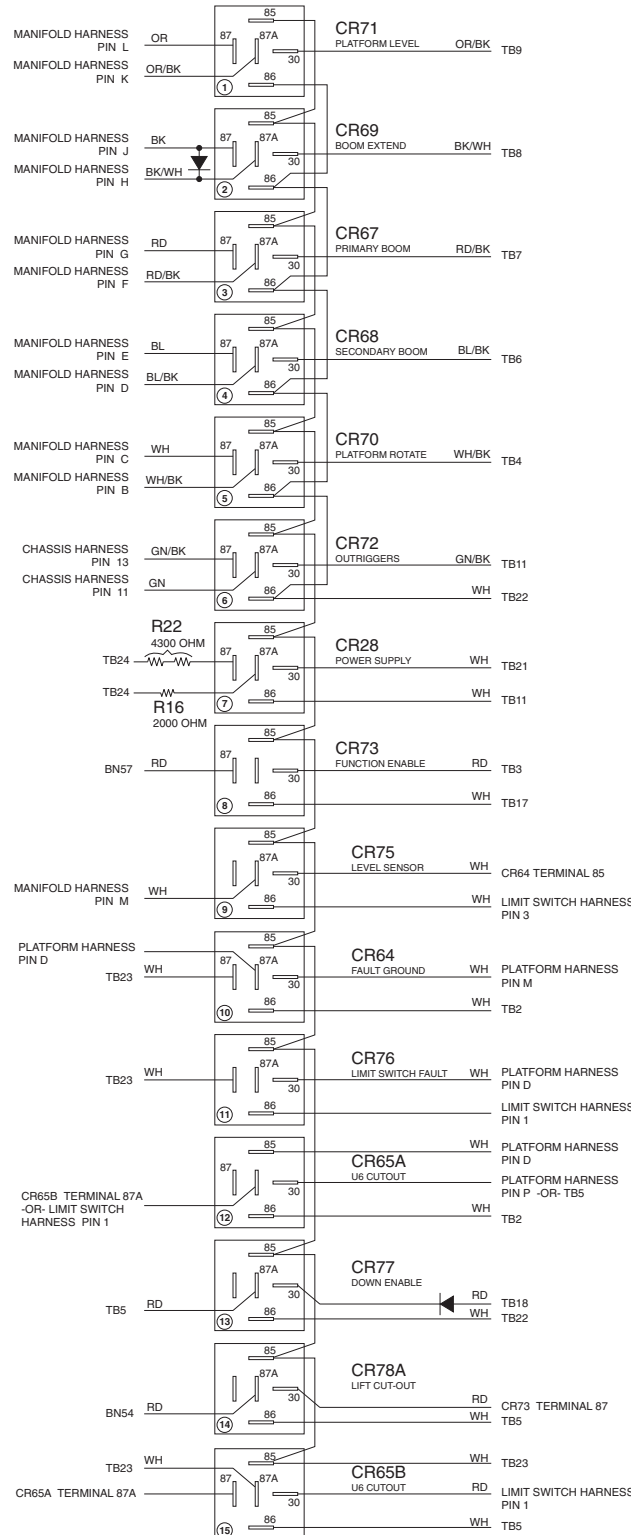 85
MANIFOLD HARNESS PIN L OR 87 87A 30 CR71 PLATFORM LEVEL OR/BK TB9
MANIFOLD HARNESS PIN K OR/BK 86
1
85
MANIFOLD HARNESS PIN J BK 87 87A 30 CR69 BOOM EXTEND BK/WH TB8
MANIFOLD HARNESS PIN H BK/WH 86
2
85
MANIFOLD HARNESS PIN G RD 87 87A 30 CR67 PRIMARY BOOM RD/BK TB7
MANIFOLD HARNESS PIN F RD/BK 86
3
85
MANIFOLD HARNESS PIN E BL 87 87A 30 CR68 SECONDARY BOOM BL/BK TB6
MANIFOLD HARNESS PIN D BL/BK 86
4
85
MANIFOLD HARNESS PIN C WH 87 87A 30 CR70 PLATFORM ROTATE WH/BK TB4
MANIFOLD HARNESS PIN B WH/BK 86
5
85
CHASSIS HARNESS PIN 13 GN/BK 87 87A 30 CR72 OUTRIGGERS GN/BK TB11
CHASSIS HARNESS PIN 11 GN 86 WH TB22
6
85
R22 4300 OHM
TB24 87 87A 30 CR28 POWER SUPPLY WH TB21
TB24 86 WH TB11
R16 2000 OHM
7
85
BN57 RD 87 87A 30 CR73 FUNCTION ENABLE RD TB3
86 WH TB17
8
85
87A 30 CR75 LEVEL SENSOR WH CR64 TERMINAL 85
MANIFOLD HARNESS PIN M WH 86 WH LIMIT SWITCH HARNESS PIN 3
9
85
PLATFORM HARNESS PIN D
TB23 WH 87 87A 30 CR64 FAULT GROUND WH PLATFORM HARNESS PIN M
86 WH TB2
10
85
TB23 WH 87 87A 30 CR76 LIMIT SWITCH FAULT WH PLATFORM HARNESS PIN D
86 LIMIT SWITCH HARNESS PIN 1
11
85 WH PLATFORM HARNESS PIN D
87 87A 30 CR65A U6 CUTOUT PLATFORM HARNESS PIN P -OR- TB5
CR65B TERMINAL 87A -OR- LIMIT SWITCH HARNESS PIN 1 86 WH TB2
12
85
87A 30 CR77 DOWN ENABLE RD TB18
TB5 RD 86 WH TB22
13
85
87A 30 CR78A LIFT CUT-OUT RD CR73 TERMINAL 87
BN54 RD 86 WH TB5
14
TB23 WH 85 WH TB23
CR65A TERMINAL 87A 87 87A 30 CR65B U6 CUTOUT RD LIMIT SWITCH HARNESS PIN 1
86 WH TB5
15